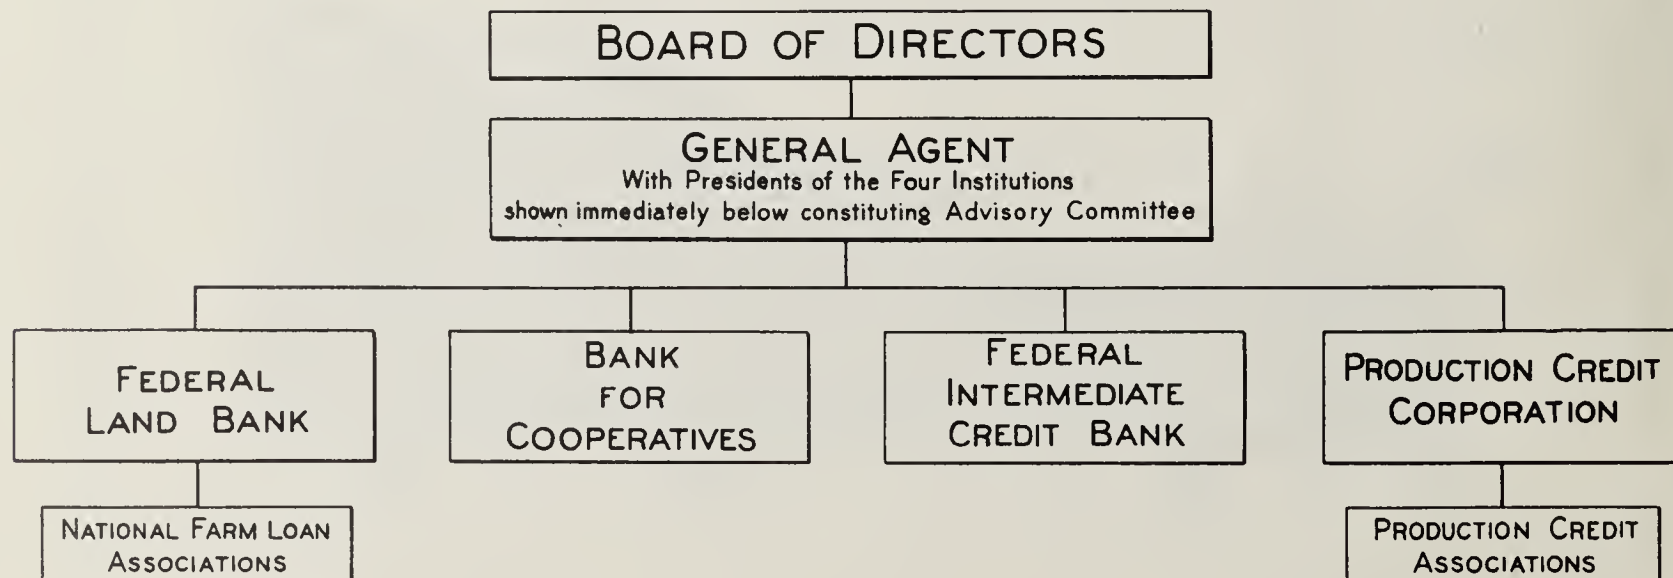 BOARD OF DIRECTORS
GENERAL AGENT
With Presidents of the Four Institutions
shown immediately below constituting Advisory Committee
FEDERAL
LAND BANK
BANK
FOR
COOPERATIVES
FEDERAL
INTERMEDIATE
CREDIT BANK
PRODUCTION CREDIT
CORPORATION
NATIONAL FARM LOAN
ASSOCIATIONS
PRODUCTION CREDIT
ASSOCIATIONS